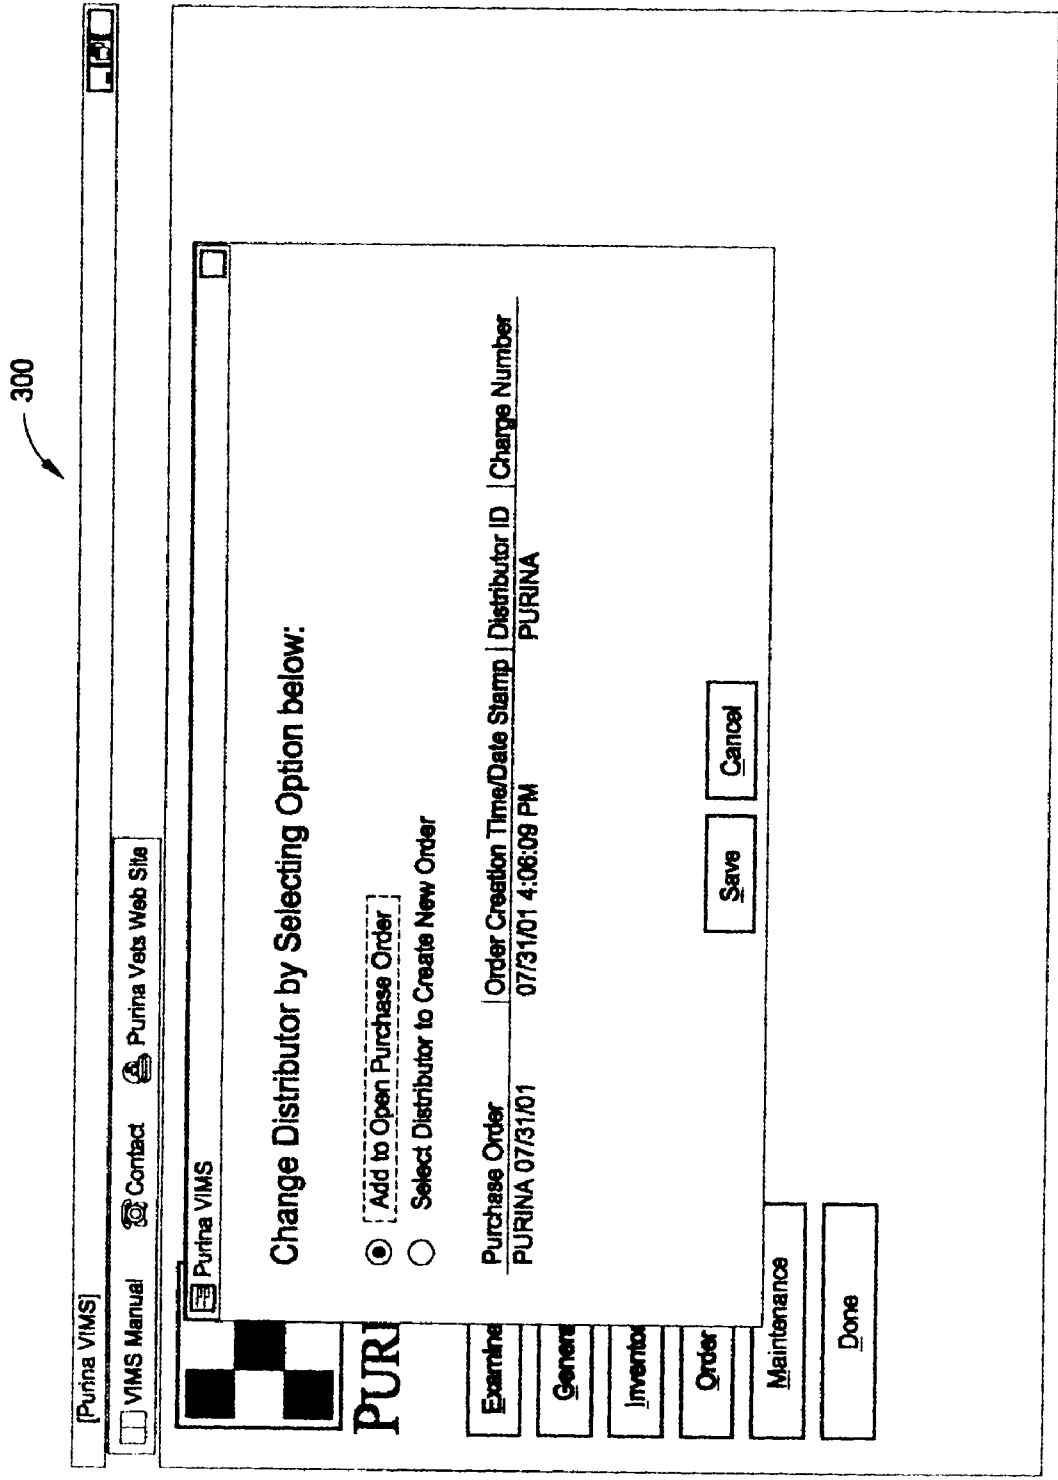 300
[Purina VIMS]
VIMS Manual Contact Purina Vets Web Site
Purina VIMS
Change Distributor by Selecting Option below:
Add to Open Purchase Order
Select Distributor to Create New Order
Purchase Order Order Creation Time/Date Stamp Distributor ID Charge Number
PURINA 07/31/01 07/31/01 4:06:09 PM PURINA
Save Cancel
PURI
Examine
Genera
Invento
Order
Maintenance
Done